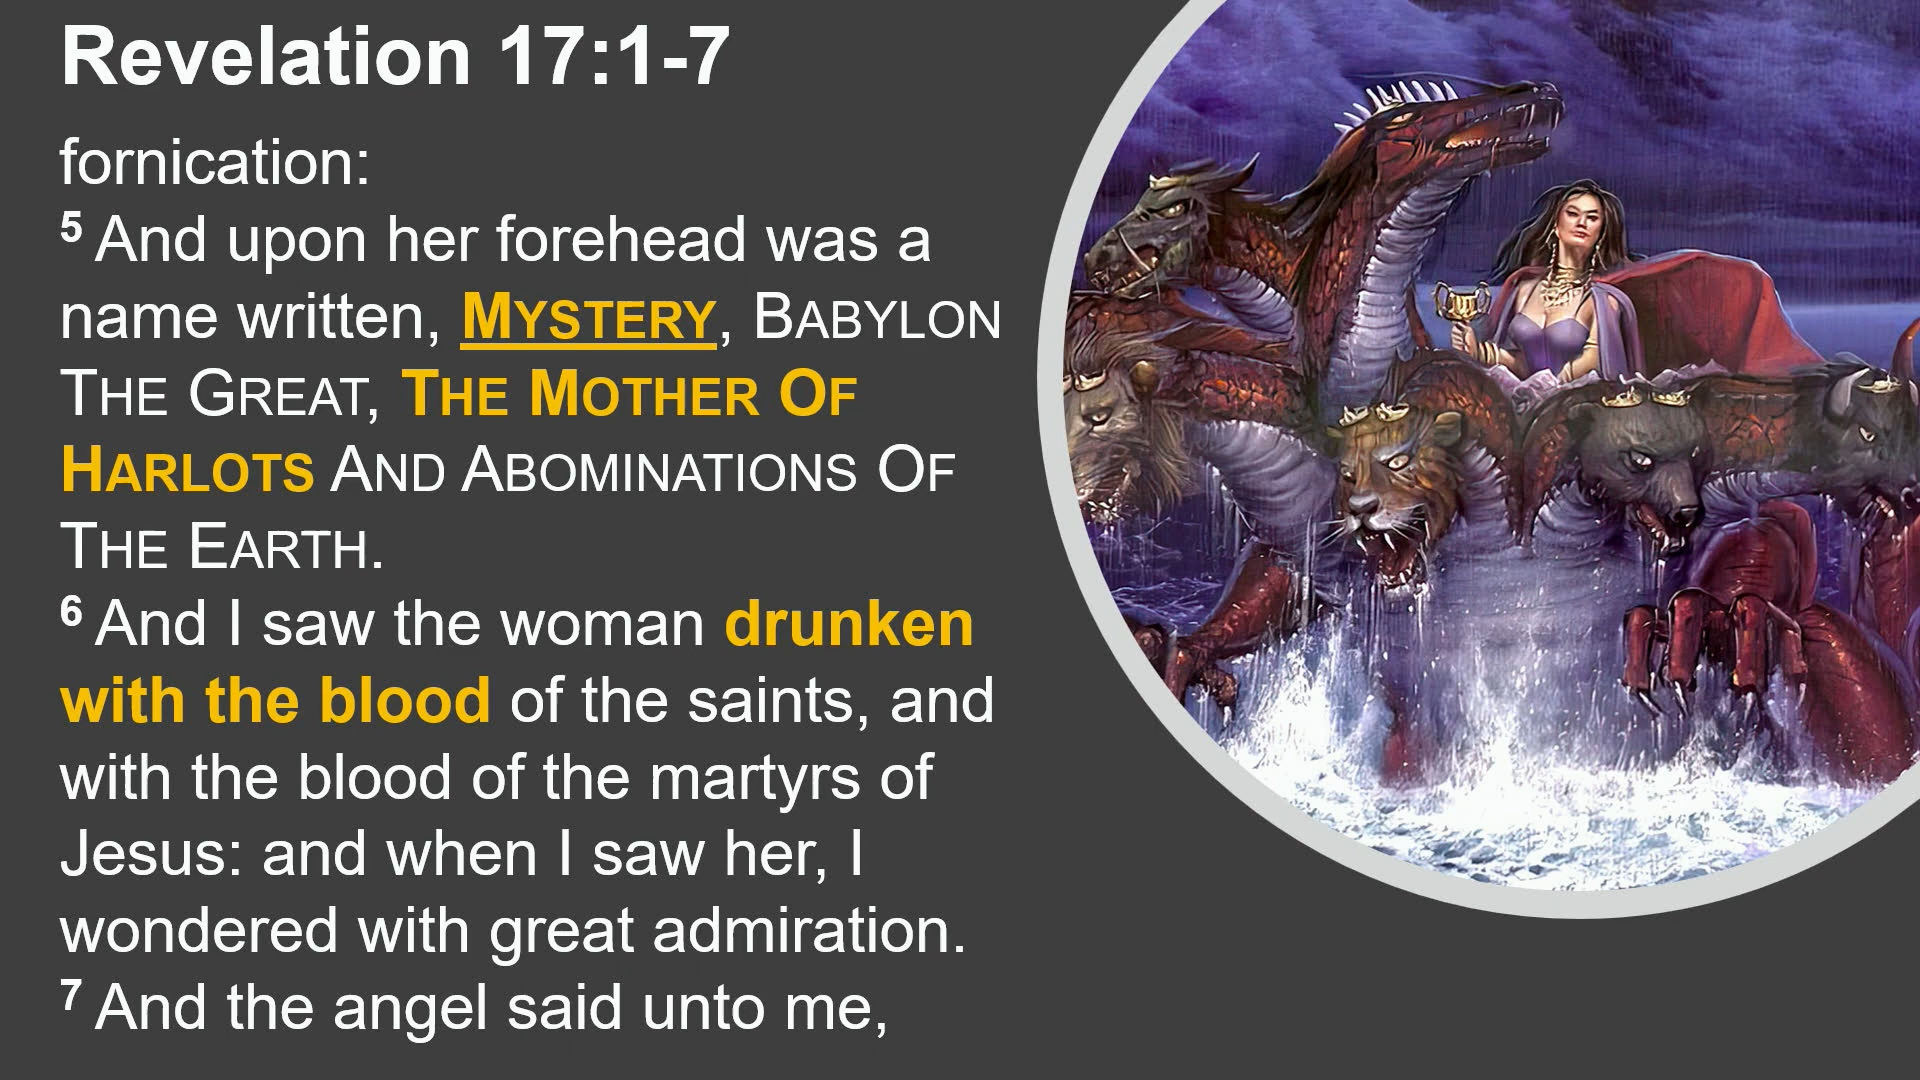 Revelation 17:1-7
fornication:
5 And upon her forehead was a
name written, MYSTERY, BABYLON
THE GREAT, THE MOTHER OF
HARLOTS AND ABOMINATIONS OF
THE EARTH.
6 And I saw the woman drunken
with the blood of the saints, and
with the blood of the martyrs of
Jesus: and when I saw her, I
wondered with great admiration.
7 And the angel said unto me,